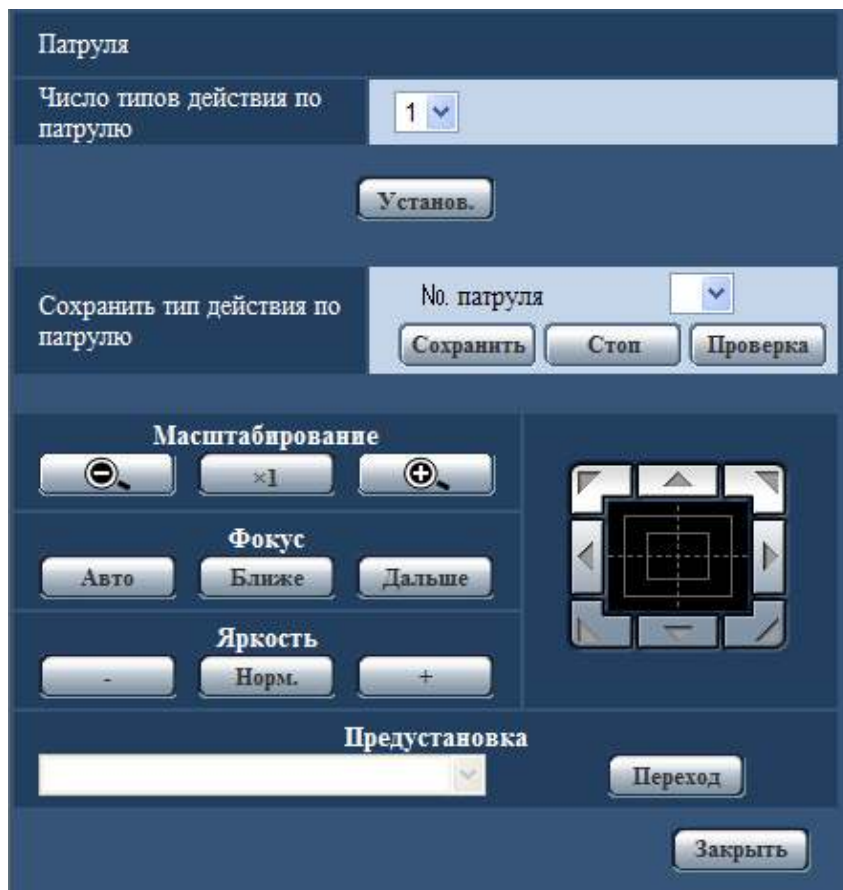 Патруля
Число типов действия по
патрулю
1
Установ.
Сохранить тип действия по
патрулю
No. патруля
Сохранить Стоп Проверка
Масштабирование
×1
Фокус
Авто Ближе Дальше
Яркость
- Норм. +
Предустановка
Переход
Закрыть